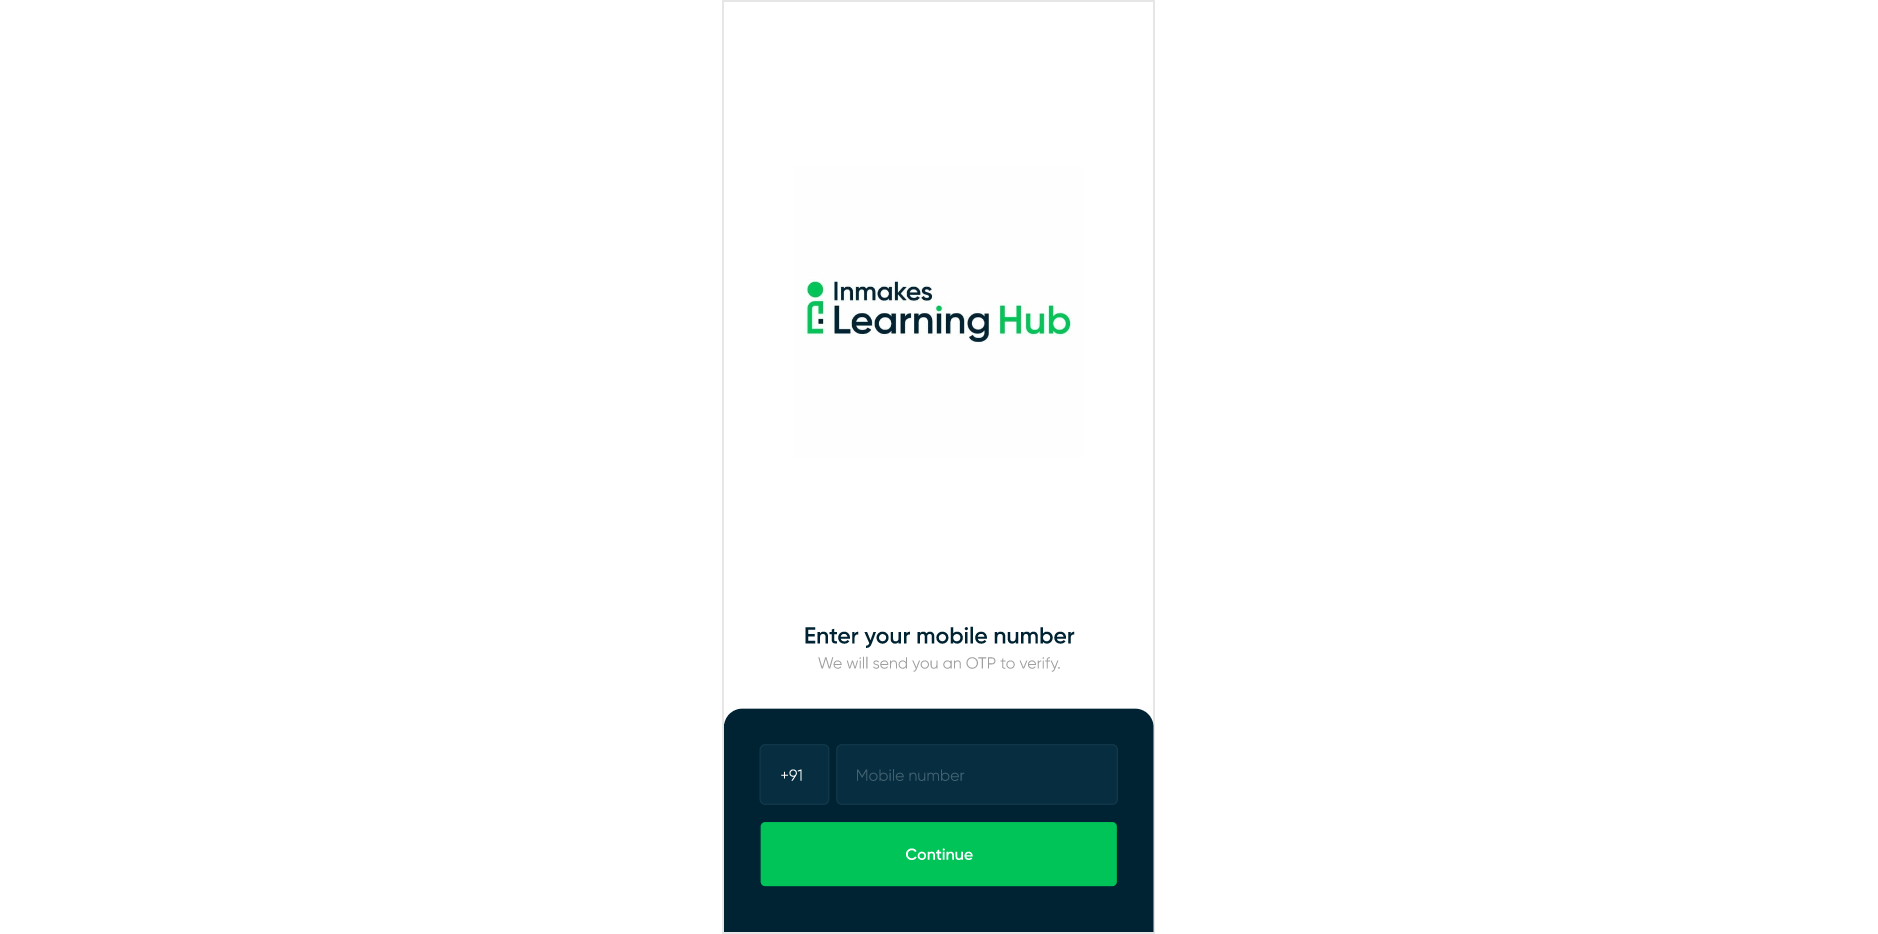 Inmakes
Learning Hub
Enter your mobile number
We will send you an OTP to verify.
+91
Mobile number
Continue